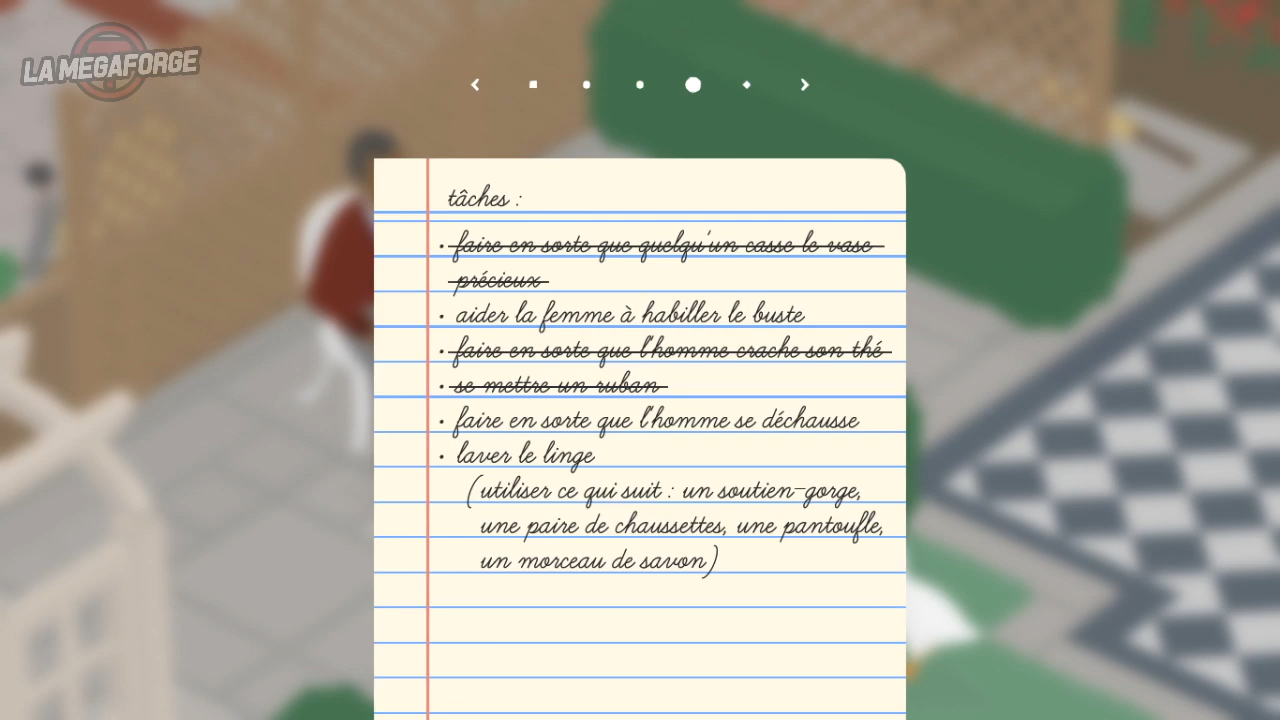 LA MEGAFORGE
tâches :
• faire en sorte que quelqu'un casse le vase
précieux
• aider la femme à habiller le buste
• faire en sorte que l'homme crache son thé
• se mettre un ruban
• faire en sorte que l'homme se déchausse
• laver le linge
(utiliser ce qui suit : un soutien-gorge,
une paire de chaussettes, une pantoufle,
un morceau de savon)